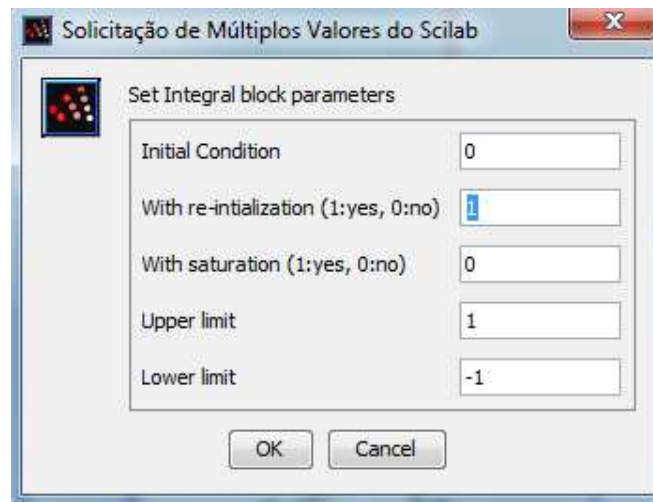 Solicitação de Múltiplos Valores do Scilab
Set Integral block parameters
Initial Condition 0
With re-intialization (1:yes, 0:no) 1
With saturation (1:yes, 0:no) 0
Upper limit 1
Lower limit -1
OK Cancel